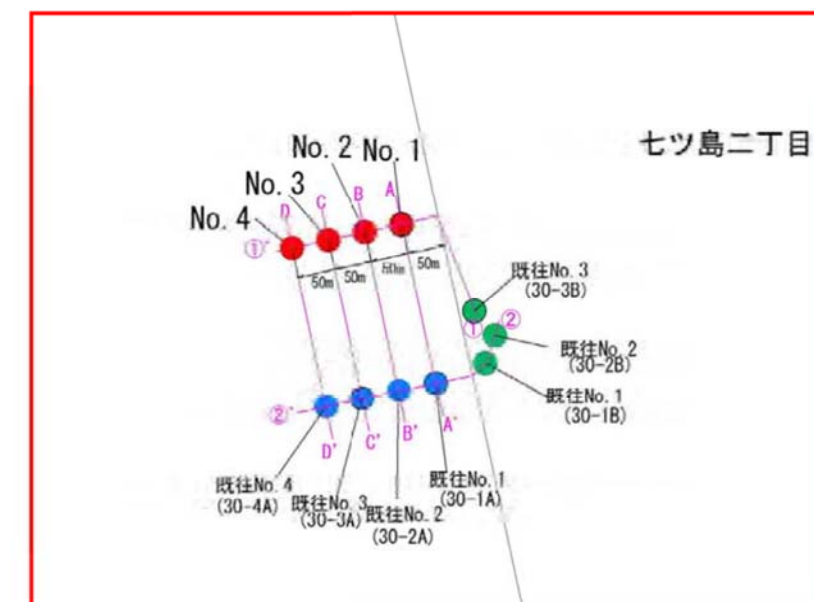 七ツ島二丁目
No. 2
No. 1
No. 3
No. 4
D
C
B
A
①'
50m
50m
50m
50m
既往No. 3
(30-3B)
①
②
既往No. 2
(30-2B)
既往No. 1
(30-1B)
②'
D'
C'
B'
A'
既往No. 4
(30-4A)
既往No. 3
(30-3A)
既往No. 2
(30-2A)
既往No. 1
(30-1A)